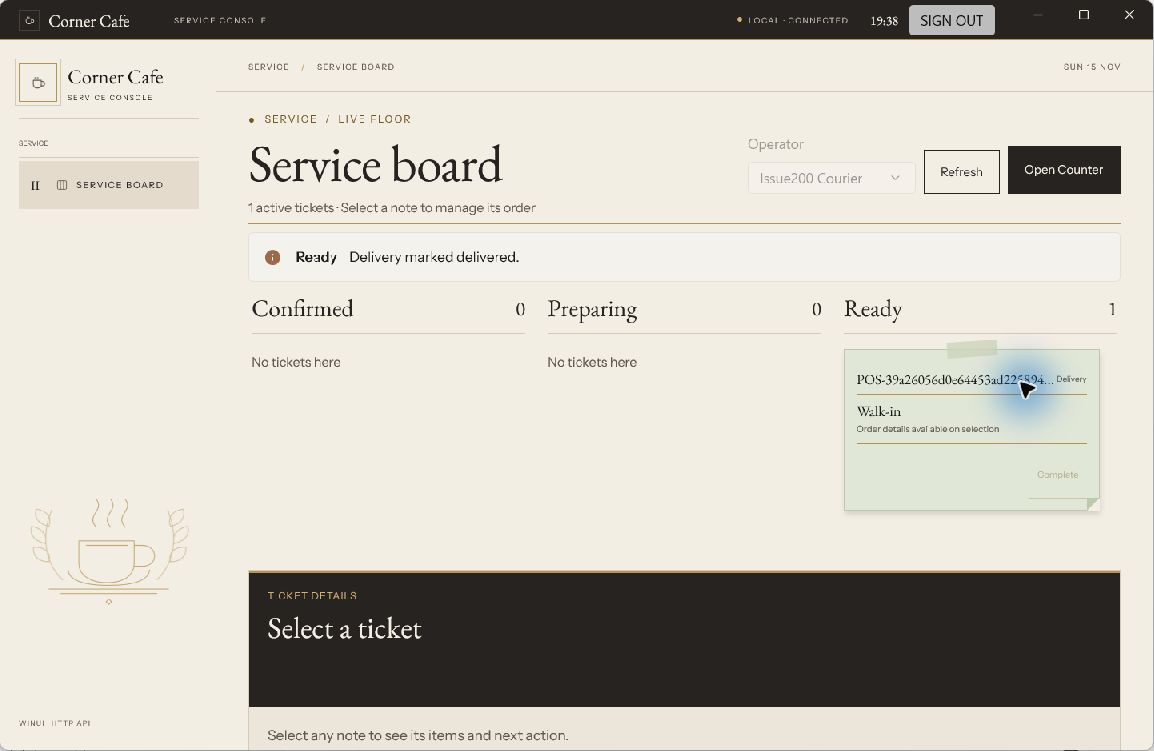 Corner Cafe
SERVICE CONSOLE
LOCAL · CONNECTED
19:38
SIGN OUT
Corner Cafe
SERVICE CONSOLE
SERVICE / SERVICE BOARD
SUN 15 NOV
SERVICE
II SERVICE BOARD
SERVICE / LIVE FLOOR
Service board
Operator
Issue200 Courier
Refresh
Open Counter
1 active tickets · Select a note to manage its order
Ready Delivery marked delivered.
Confirmed 0
Preparing 0
Ready 1
No tickets here
No tickets here
Delivery
Walk-in
Order details available on selection
Complete
TICKET DETAILS
Select a ticket
Select any note to see its items and next action.
WINUI HTTP API